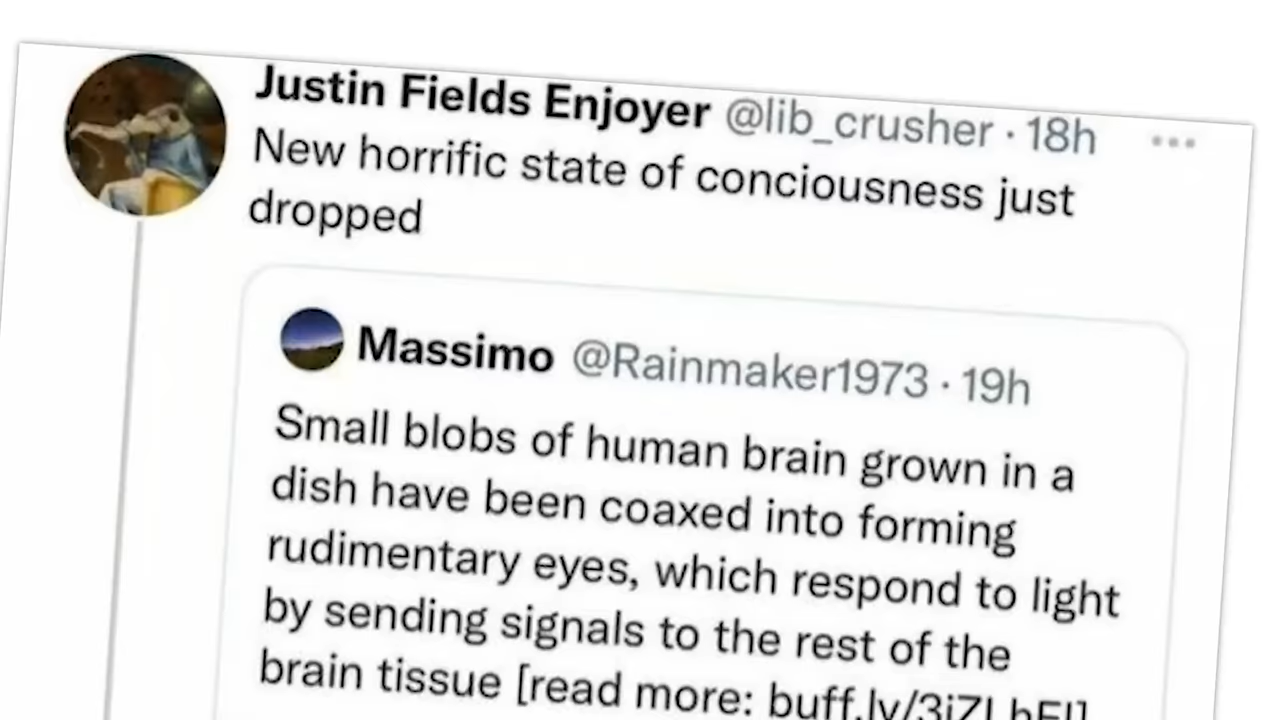 Justin Fields Enjoyer @lib_crusher · 18h
New horrific state of conciousness just
dropped
Massimo @Rainmaker1973 · 19h
Small blobs of human brain grown in a
dish have been coaxed into forming
rudimentary eyes, which respond to light
by sending signals to the rest of the
brain tissue [read more: